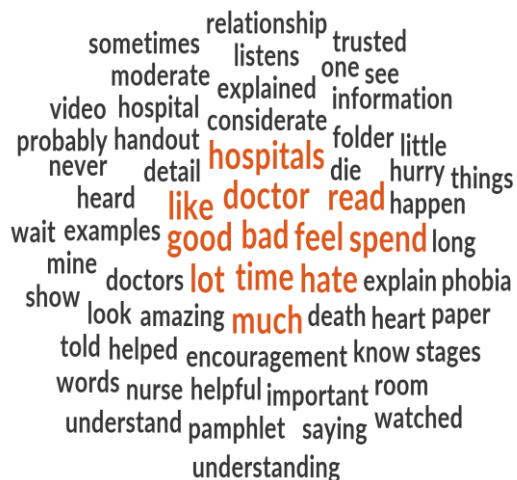 relationship
sometimes listens trusted
moderate explained one see
video hospital considerate information
probably handout hospitals folder little
never detail die hurry things
heard like doctor read happen
wait examples good bad feel spend long
mine doctors lot time hate explain phobia
show look amazing much death heart paper
told helped encouragement know stages
words nurse helpful important room
understand pamphlet saying watched
understanding